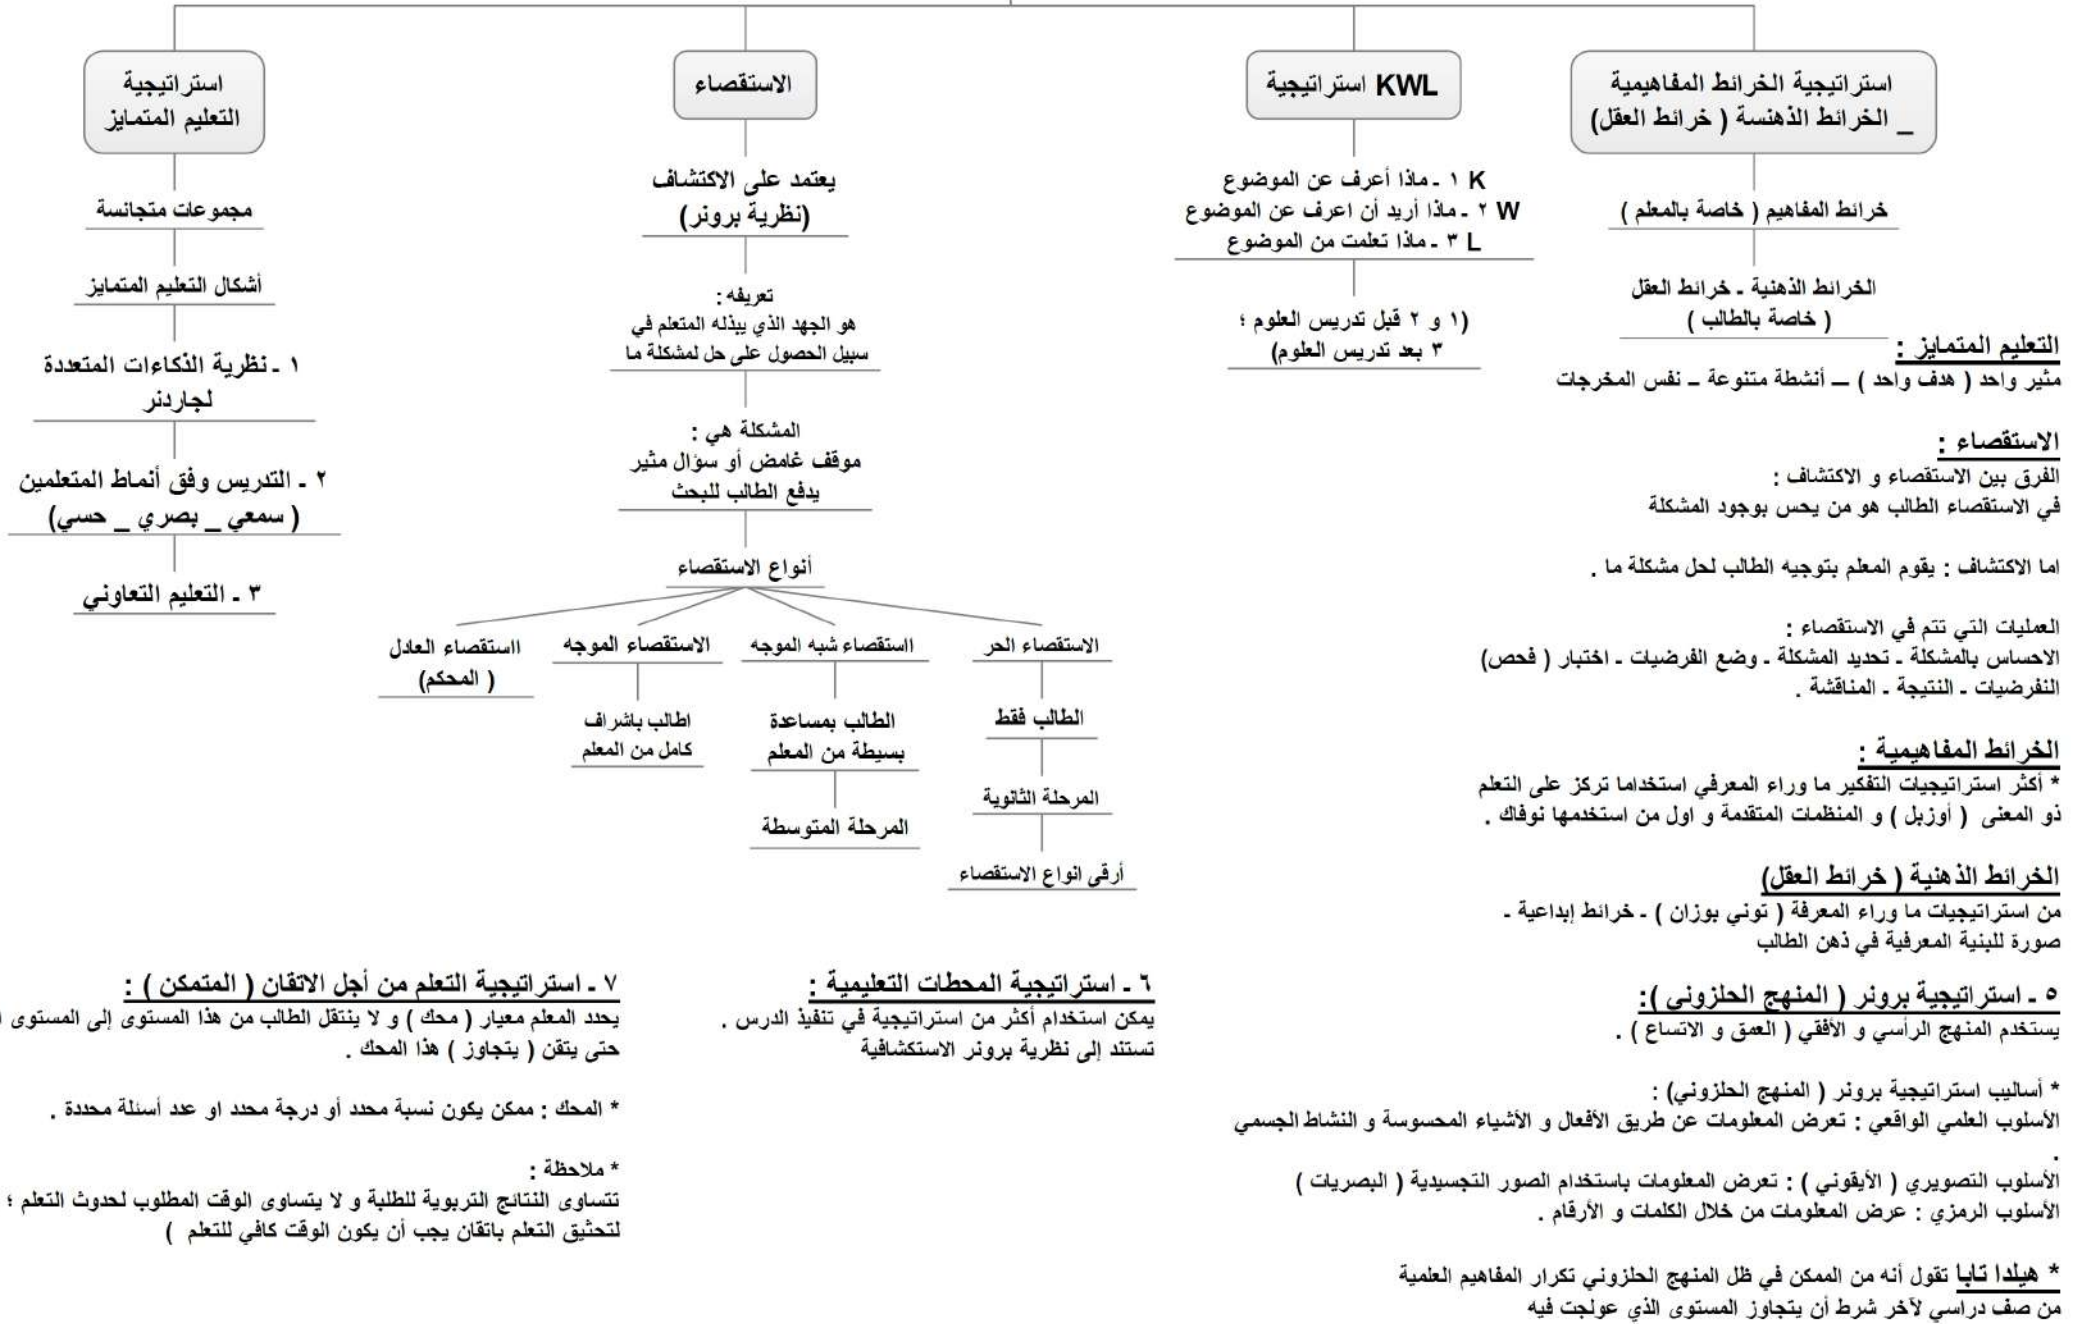 استراتيجية الخرائط المفاهيمية
_ الخرائط الذهنسة ( خرائط العقل)
خرائط المفاهيم ( خاصة بالمعلم )
الخرائط الذهنية - خرائط العقل
( خاصة بالطالب )
استراتيجية KWL
K ١ - ماذا أعرف عن الموضوع
W ٢ - ماذا أريد أن اعرف عن الموضوع
L ٣ - ماذا تعلمت من الموضوع
(١ و ٢ قبل تدريس العلوم ؛
٣ بعد تدريس العلوم)
الاستقصاء
يعتمد على الاكتشاف
(نظرية برونر)
تعريفه :
هو الجهد الذي يبذله المتعلم في
سبيل الحصول على حل لمشكلة ما
المشكلة هي :
موقف غامض أو سؤال مثير
يدفع الطالب للبحث
أنواع الاستقصاء
الاستقصاء الحر
الطالب فقط
المرحلة الثانوية
أرقى انواع الاستقصاء
ااستقصاء شبه الموجه
الطالب بمساعدة
بسيطة من المعلم
المرحلة المتوسطة
الاستقصاء الموجه
اطالب باشراف
كامل من المعلم
ااستقصاء العادل
( المحكم)
استراتيجية
التعليم المتمايز
مجموعات متجانسة
أشكال التعليم المتمايز
١ - نظرية الذكاءات المتعددة
لجاردنر
٢ - التدريس وفق أنماط المتعلمين
( سمعي _ بصري _ حسي)
٣ - التعليم التعاوني
التعليم المتمايز :
مثير واحد ( هدف واحد ) – أنشطة متنوعة – نفس المخرجات
الاستقصاء :
الفرق بين الاستقصاء و الاكتشاف :
في الاستقصاء الطالب هو من يحس بوجود المشكلة
اما الاكتشاف : يقوم المعلم بتوجيه الطالب لحل مشكلة ما .
العمليات التي تتم في الاستقصاء :
الاحساس بالمشكلة - تحديد المشكلة - وضع الفرضيات - اختبار ( فحص)
النفرضيات - النتيجة - المناقشة .
الخرائط المفاهيمية :
* أكثر استراتيجيات التفكير ما وراء المعرفي استخداما تركز على التعلم
ذو المعنى ( أوزبل ) و المنظمات المتقدمة و اول من استخدمها نوفاك .
الخرائط الذهنية ( خرائط العقل)
من استراتيجيات ما وراء المعرفة ( توني بوزان ) - خرائط إبداعية -
صورة للبنية المعرفية في ذهن الطالب
٥ - استراتيجية برونر ( المنهج الحلزوني ):
يستخدم المنهج الرأسي و الأفقي ( العمق و الاتساع ) .
* أساليب استراتيجية برونر ( المنهج الحلزوني) :
الأسلوب العلمي الواقعي : تعرض المعلومات عن طريق الأفعال و الأشياء المحسوسة و النشاط الجسمي
.
الأسلوب التصويري ( الأيقوني ) : تعرض المعلومات باستخدام الصور التجسيدية ( البصريات )
الأسلوب الرمزي : عرض المعلومات من خلال الكلمات و الأرقام .
* هيلدا تابا تقول أنه من الممكن في ظل المنهج الحلزوني تكرار المفاهيم العلمية
من صف دراسي لآخر شرط أن يتجاوز المستوى الذي عولجت فيه
٦ - استراتيجية المحطات التعليمية :
يمكن استخدام أكثر من استراتيجية في تنفيذ الدرس .
تستند إلى نظرية برونر الاستكشافية
٧ - استراتيجية التعلم من أجل الاتقان ( المتمكن ) :
يحدد المعلم معيار ( محك ) و لا ينتقل الطالب من هذا المستوى إلى المستوى
حتى يتقن ( يتجاوز ) هذا المحك .
* المحك : ممكن يكون نسبة محدد أو درجة محدد او عدد أسئلة محددة .
* ملاحظة :
تتساوى النتائج التربوية للطلبة و لا يتساوى الوقت المطلوب لحدوث التعلم ؛
لتحثيق التعلم باتقان يجب أن يكون الوقت كافي للتعلم )